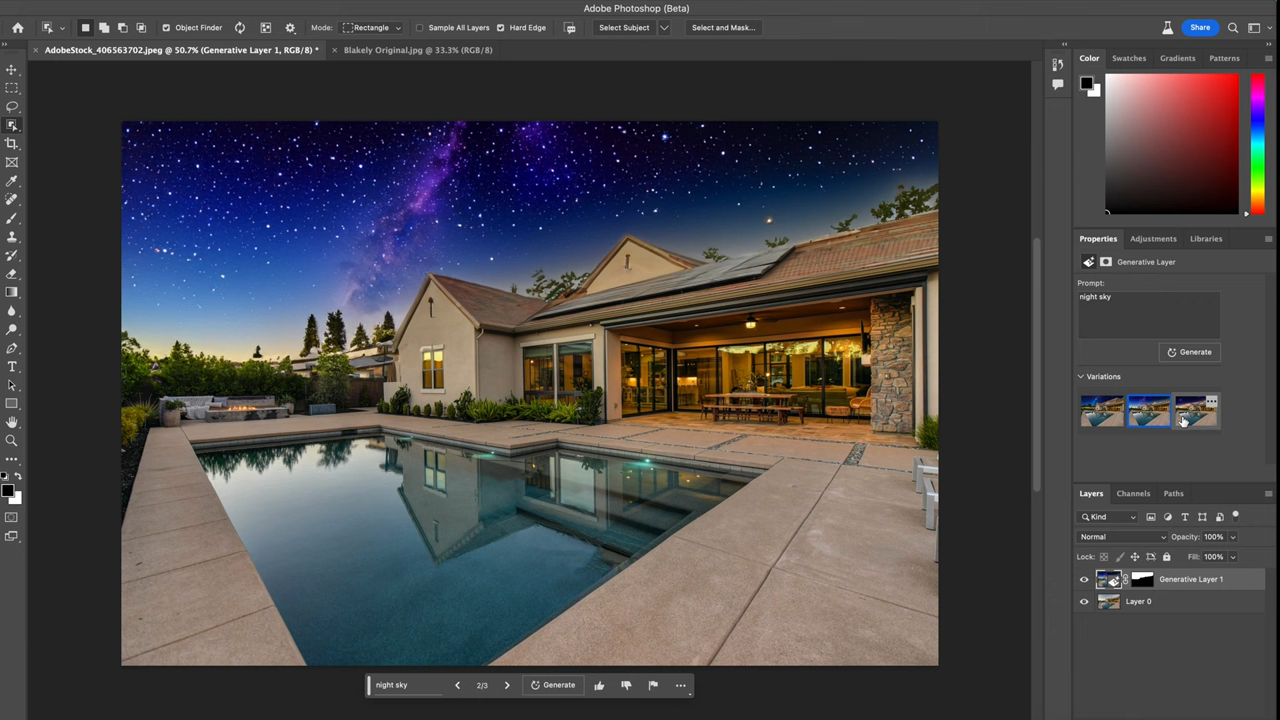 Adobe Photoshop (Beta)
Object Finder
Mode: Rectangle
Sample All Layers
Hard Edge
Select Subject
Select and Mask...
Share
AdobeStock_406563702.jpeg @ 50.7% (Generative Layer 1, RGB/8) *
Blakely Original.jpg @ 33.3% (RGB/8)
Color
Swatches
Gradients
Patterns
Properties
Adjustments
Libraries
Generative Layer
Prompt:
night sky
Generate
Variations
Layers
Channels
Paths
Kind
Normal
Opacity: 100%
Lock:
Fill: 100%
Generative Layer 1
Layer 0
night sky
2/3
Generate